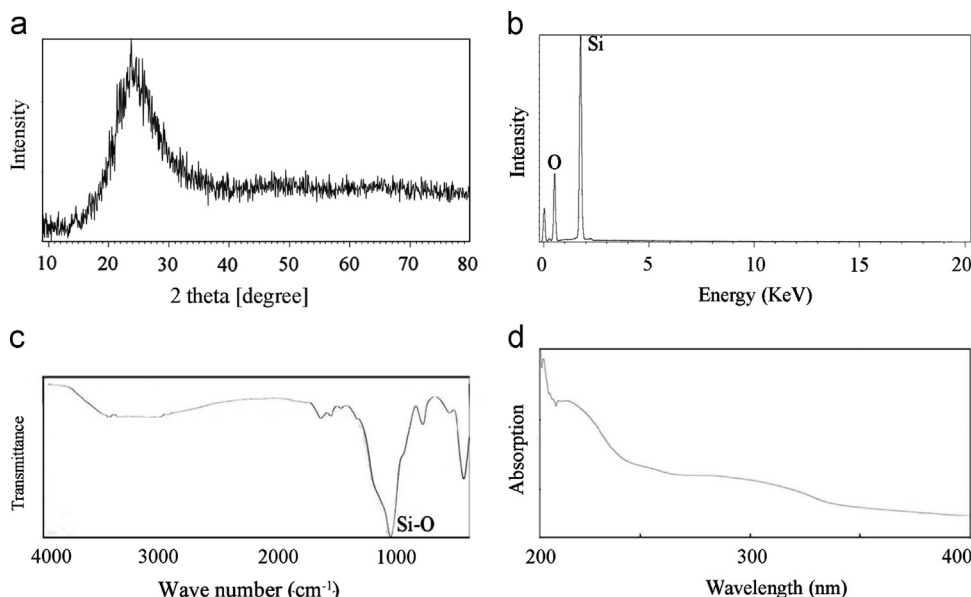 a
Intensity
10 20 30 40 50 60 70 80
2 theta [degree]
b
Si
O
Intensity
0 5 10 15 20
Energy (KeV)
c
Transmittance
Si-O
4000 3000 2000 1000
Wave number (cm-1)
d
Absorption
200 300 400
Wavelength (nm)